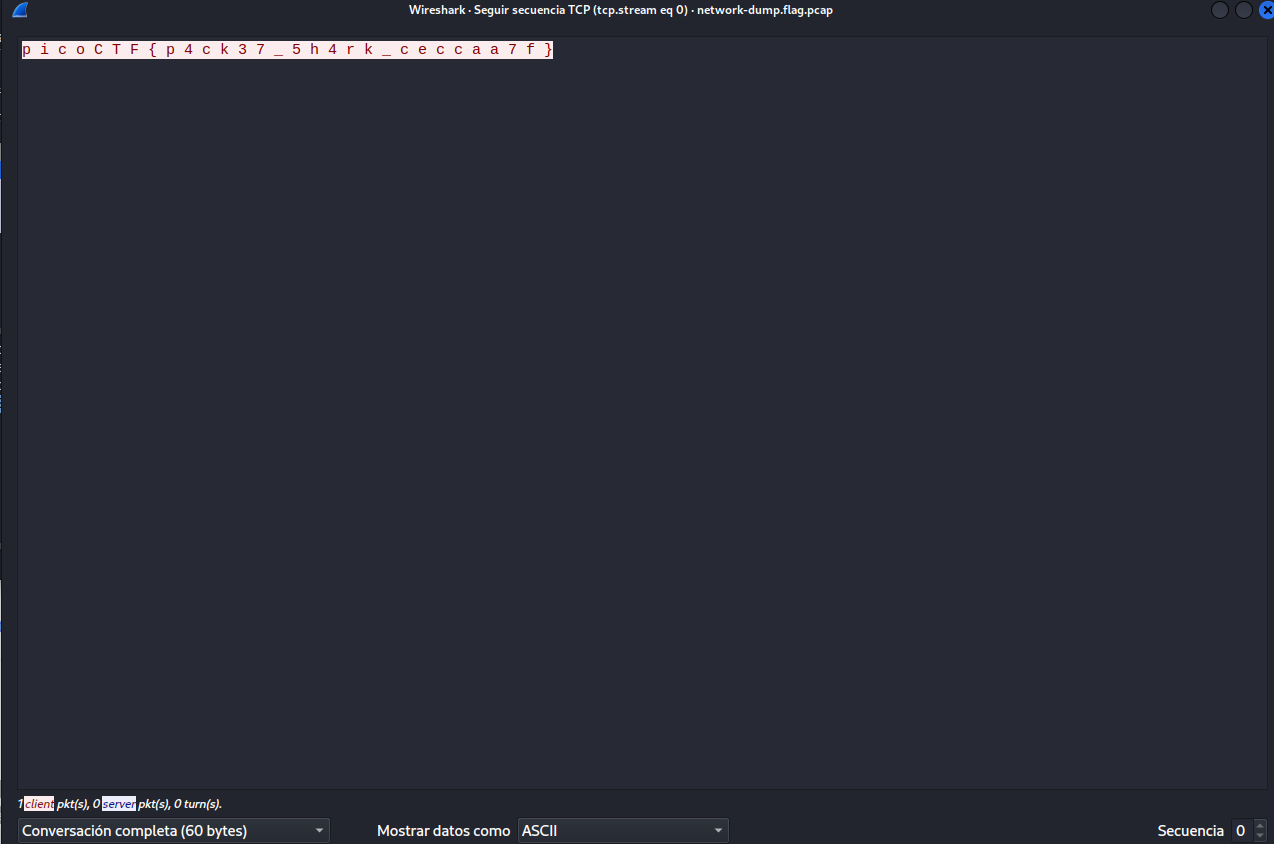 Wireshark · Seguir secuencia TCP (tcp.stream eq 0) · network-dump.flag.pcap
p i c o C T F { p 4 c k 3 7 _ 5 h 4 r k _ c e c c a a 7 f }
1 client pkt(s), 0 server pkt(s), 0 turn(s).
Conversación completa (60 bytes) Mostrar datos como ASCII Secuencia 0